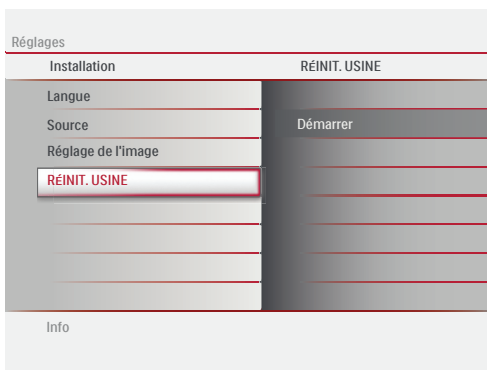 Réglages
Installation RÉINIT. USINE
Langue
Source Démarrer
Réglage de l'image
RÉINIT. USINE
Info